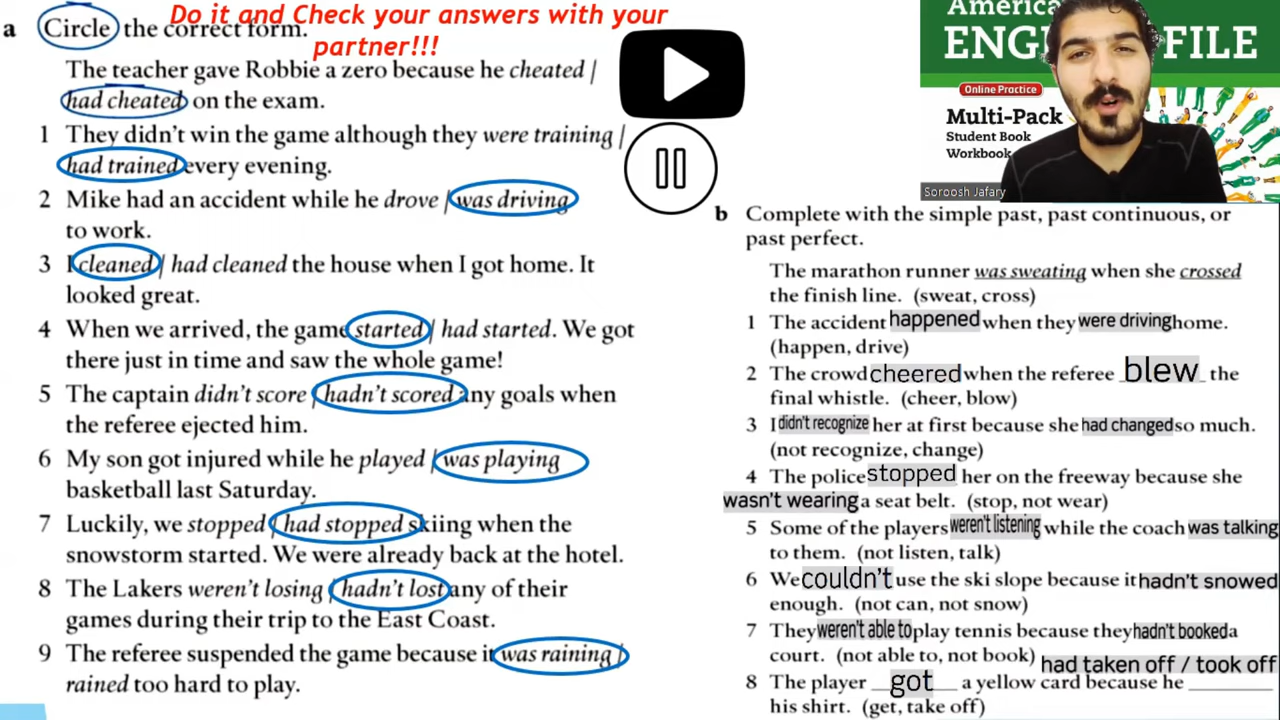 Do it and Check your answers with your
partner!!!
a Circle the correct form.
The teacher gave Robbie a zero because he cheated |
had cheated on the exam.
1 They didn't win the game although they were training |
had trained every evening.
2 Mike had an accident while he drove | was driving
to work.
3 I cleaned | had cleaned the house when I got home. It
looked great.
4 When we arrived, the game started | had started. We got
there just in time and saw the whole game!
5 The captain didn't score | hadn't scored any goals when
the referee ejected him.
6 My son got injured while he played | was playing
basketball last Saturday.
7 Luckily, we stopped | had stopped skiing when the
snowstorm started. We were already back at the hotel.
8 The Lakers weren't losing | hadn't lost any of their
games during their trip to the East Coast.
9 The referee suspended the game because it was raining |
rained too hard to play.
America
ENG FILE
Online Practice
Multi-Pack
Student Book
Workbook
Soroosh Jafary
b Complete with the simple past, past continuous, or
past perfect.
The marathon runner was sweating when she crossed
the finish line. (sweat, cross)
1 The accident happened when they were driving home.
(happen, drive)
2 The crowd cheered when the referee blew the
final whistle. (cheer, blow)
3 I didn't recognize her at first because she had changed so much.
(not recognize, change)
4 The police stopped her on the freeway because she
wasn't wearing a seat belt. (stop, not wear)
5 Some of the players weren't listening while the coach was talking
to them. (not listen, talk)
6 We couldn't use the ski slope because it hadn't snowed
enough. (not can, not snow)
7 They weren't able to play tennis because they hadn't booked a
court. (not able to, not book)
had taken off / took off
8 The player got a yellow card because he ________
his shirt. (get, take off)